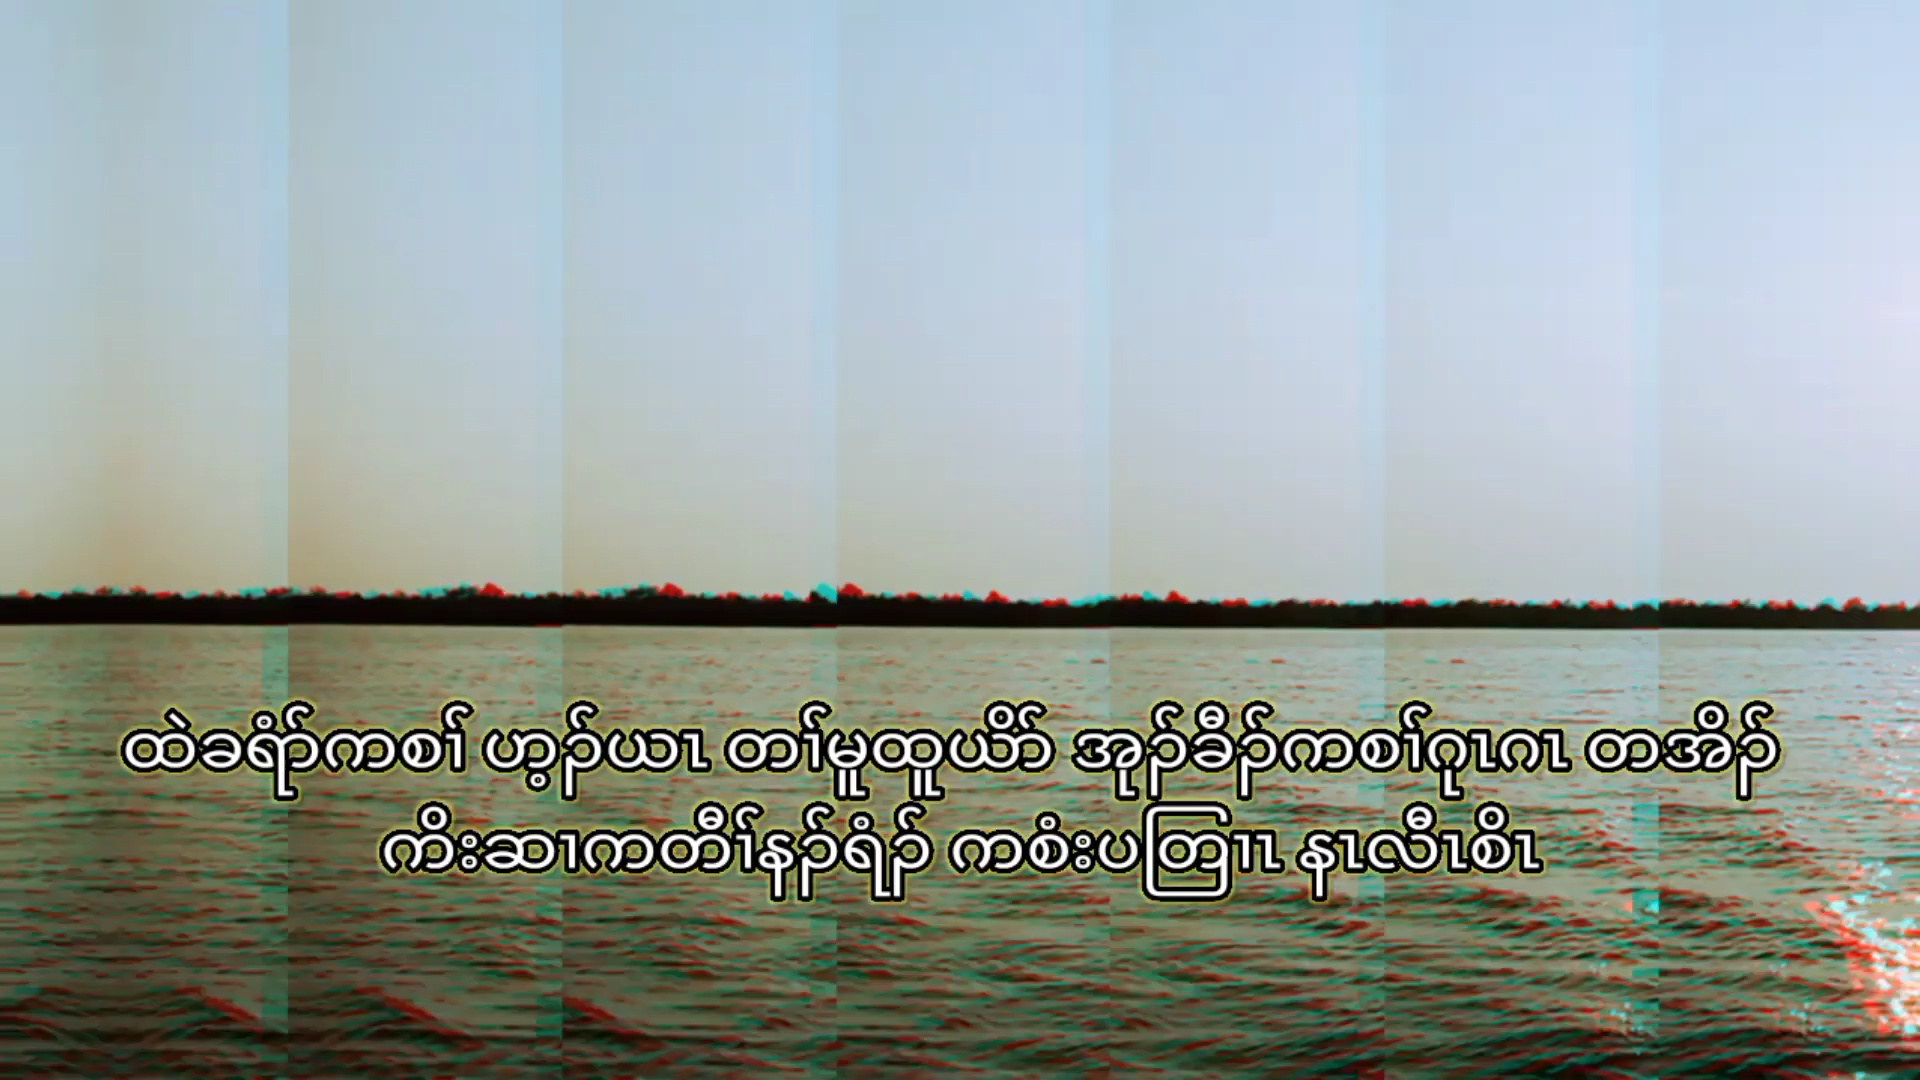 ထဲခရံာ်ကစၢ် ဟ့ၣ်ယၤ တၢ်မူထူယိာ် အုၣ်ခီၣ်ကစၢ်ဂုၤဂၤ တအိၣ်
ကိးဆၢကတီၢ်နၣ်ရံၣ် ကစံးပတြၢၤ နၤလီၤစိၤ